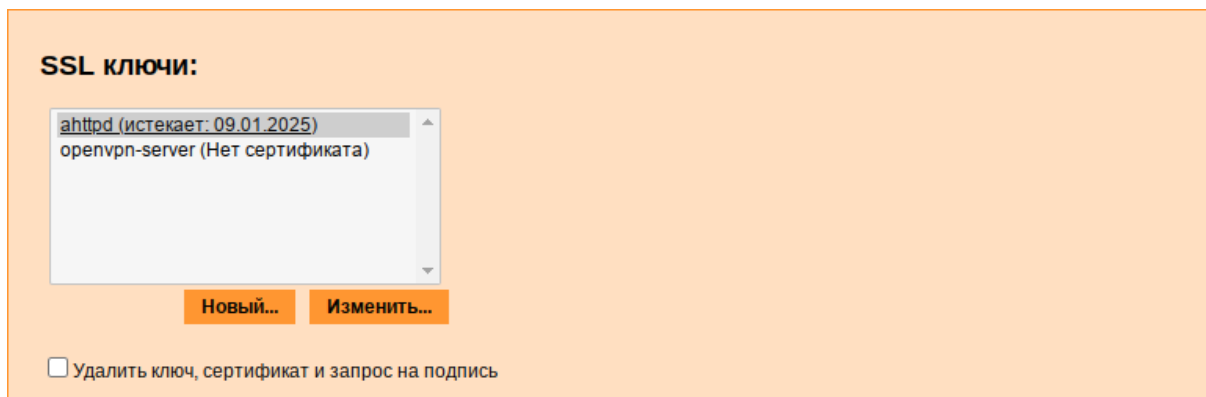 SSL ключи:
ahttpd (истекает: 09.01.2025)
openvpn-server (Нет сертификата)
Новый... Изменить...
Удалить ключ, сертификат и запрос на подпись